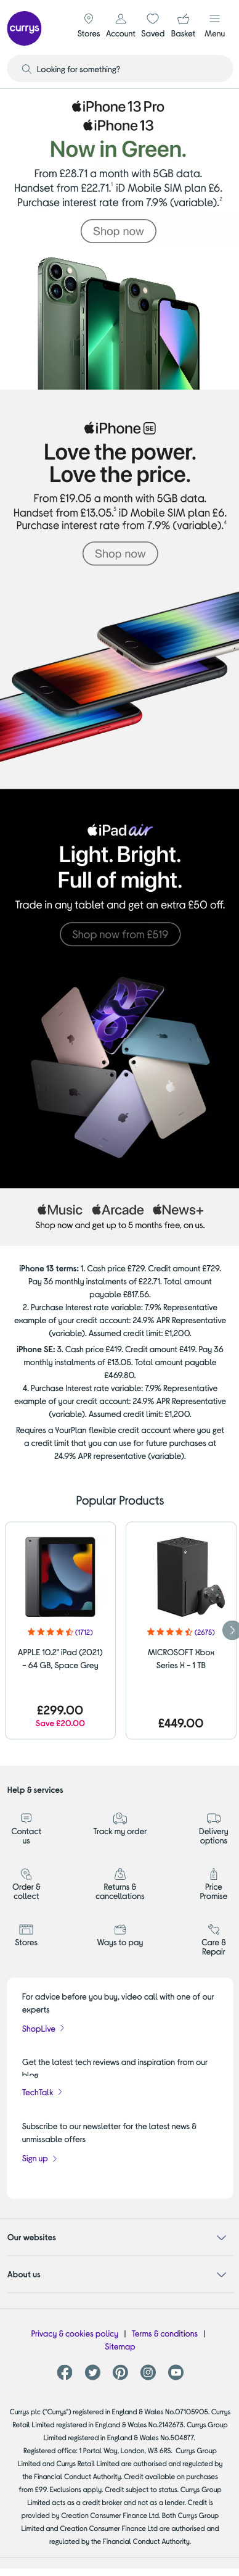 currys
Stores Account Saved Basket Menu
Looking for something?
iPhone 13 Pro
iPhone 13
Now in Green.
From £28.71 a month with 5GB data.
Handset from £22.71.¹ iD Mobile SIM plan £6.
Purchase interest rate from 7.9% (variable).²
Shop now
iPhone SE
Love the power.
Love the price.
From £19.05 a month with 5GB data.
Handset from £13.05.³ iD Mobile SIM plan £6.
Purchase interest rate from 7.9% (variable).⁴
Shop now
iPad air
Light. Bright.
Full of might.
Trade in any tablet and get an extra £50 off.
Shop now from £519
Music Arcade News+
Shop now and get up to 5 months free, on us.
iPhone 13 terms: 1. Cash price £729. Credit amount £729.
Pay 36 monthly instalments of £22.71. Total amount
payable £817.56.
2. Purchase Interest rate variable: 7.9% Representative
example of your credit account: 24.9% APR Representative
(variable). Assumed credit limit: £1,200.
iPhone SE: 3. Cash price £419. Credit amount £419. Pay 36
monthly instalments of £13.05. Total amount payable
£469.80.
4. Purchase Interest rate variable: 7.9% Representative
example of your credit account: 24.9% APR Representative
(variable). Assumed credit limit: £1,200.
Requires a YourPlan flexible credit account where you get
a credit limit that you can use for future purchases at
24.9% APR representative (variable).
Popular Products
(1712)
APPLE 10.2" iPad (2021)
- 64 GB, Space Grey
£299.00
Save £20.00
(2675)
MICROSOFT Xbox
Series X - 1 TB
£449.00
Help & services
Contact
us
Track my order
Delivery
options
Order &
collect
Returns &
cancellations
Price
Promise
Stores
Ways to pay
Care &
Repair
For advice before you buy, video call with one of our
experts
ShopLive
Get the latest tech reviews and inspiration from our
blog
TechTalk
Subscribe to our newsletter for the latest news &
unmissable offers
Sign up
Our websites
About us
Privacy & cookies policy | Terms & conditions |
Sitemap
Currys plc ("Currys") registered in England & Wales No.07105905. Currys
Retail Limited registered in England & Wales No.2142673. Currys Group
Limited registered in England & Wales No.504877.
Registered office: 1 Portal Way, London, W3 6RS. Currys Group
Limited and Currys Retail Limited are authorised and regulated by
the Financial Conduct Authority. Credit available on purchases
from £99. Exclusions apply. Credit subject to status. Currys Group
Limited acts as a credit broker and not as a lender. Credit is
provided by Creation Consumer Finance Ltd. Both Currys Group
Limited and Creation Consumer Finance Ltd are authorised and
regulated by the Financial Conduct Authority.